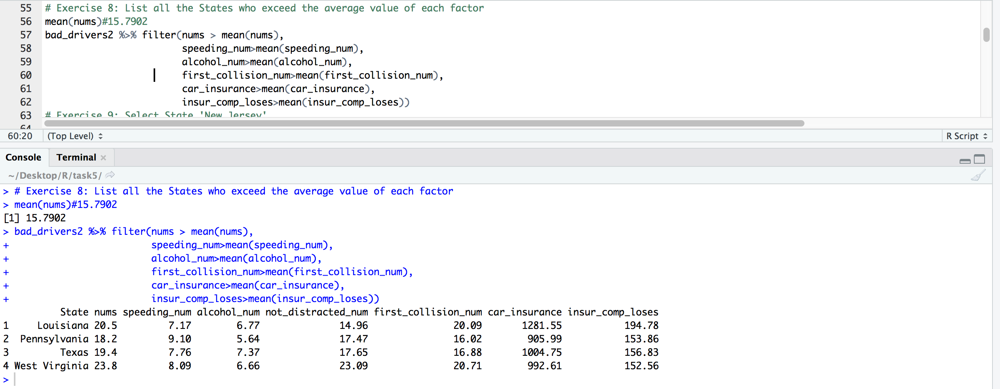 55 # Exercise 8: List all the States who exceed the average value of each factor
56 mean(nums)#15.7902
57 bad_drivers2 %>% filter(nums > mean(nums),
58 speeding_num>mean(speeding_num),
59 alcohol_num>mean(alcohol_num),
60 first_collision_num>mean(first_collision_num),
61 car_insurance>mean(car_insurance),
62 insur_comp_loses>mean(insur_comp_loses))
63 # Exercise 9: Select State 'New Jersey'
64
60:20 (Top Level) R Script
Console Terminal
~/Desktop/R/task5/
> # Exercise 8: List all the States who exceed the average value of each factor
> mean(nums)#15.7902
[1] 15.7902
> bad_drivers2 %>% filter(nums > mean(nums),
+ speeding_num>mean(speeding_num),
+ alcohol_num>mean(alcohol_num),
+ first_collision_num>mean(first_collision_num),
+ car_insurance>mean(car_insurance),
+ insur_comp_loses>mean(insur_comp_loses))
State nums speeding_num alcohol_num not_distracted_num first_collision_num car_insurance insur_comp_loses
1 Louisiana 20.5 7.17 6.77 14.96 20.09 1281.55 194.78
2 Pennsylvania 18.2 9.10 5.64 17.47 16.02 905.99 153.86
3 Texas 19.4 7.76 7.37 17.65 16.88 1004.75 156.83
4 West Virginia 23.8 8.09 6.66 23.09 20.71 992.61 152.56
>